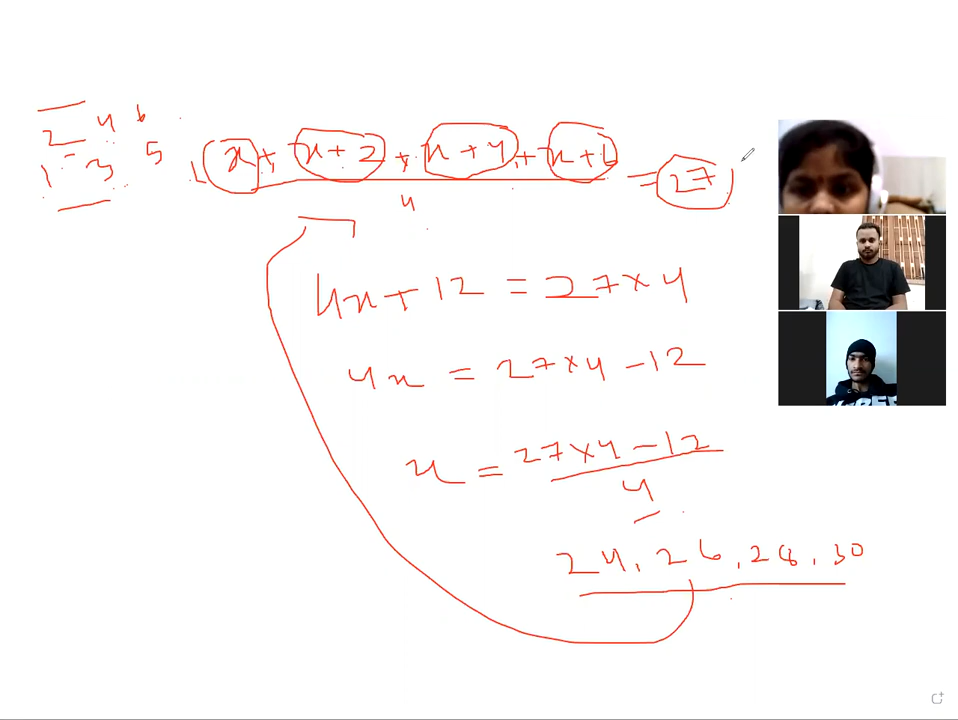 2 4 6
1 3 5
x + x+2 + x+4 + x+6 = 27
4
4x + 12 = 27 × 4
4x = 27 × 4 - 12
x = 27 × 4 - 12
4
24, 26, 28, 30